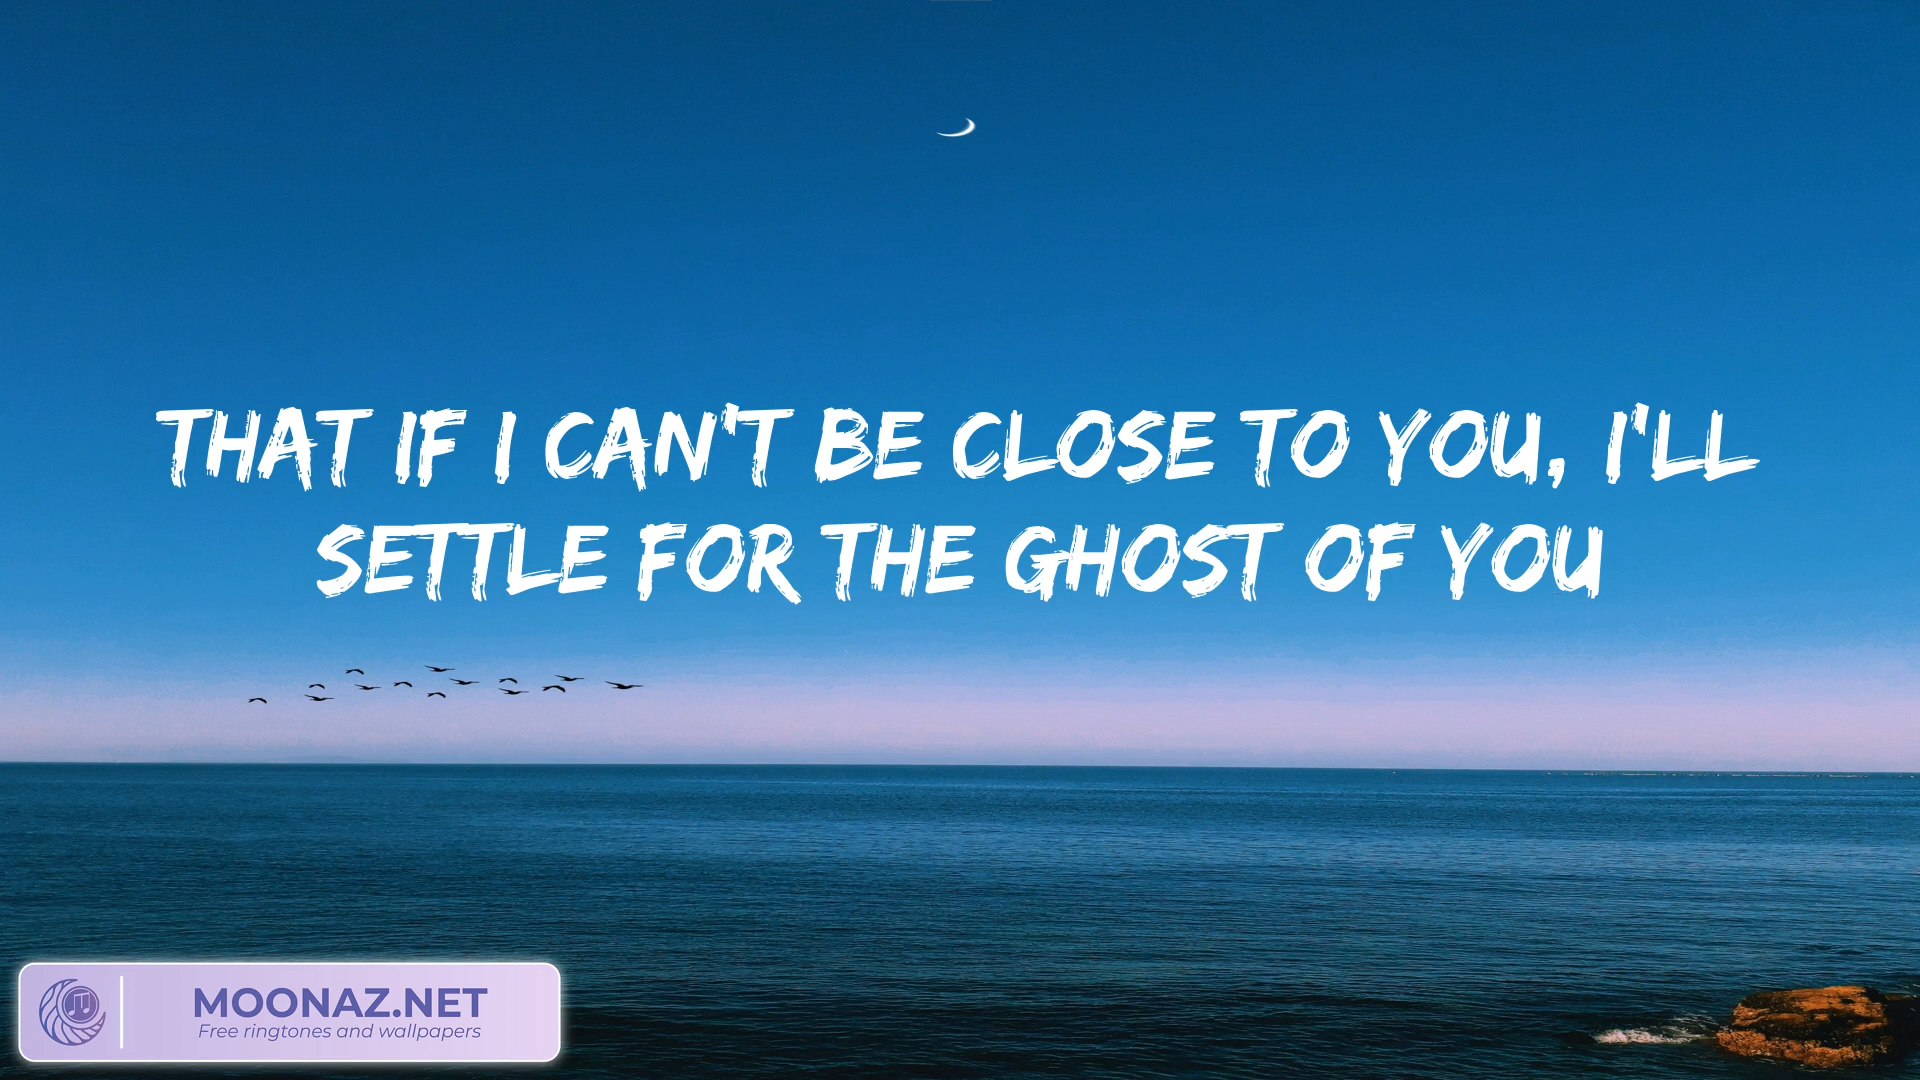 THAT IF I CAN'T BE CLOSE TO YOU, I'LL
SETTLE FOR THE GHOST OF YOU
MOONAZ.NET
Free ringtones and wallpapers